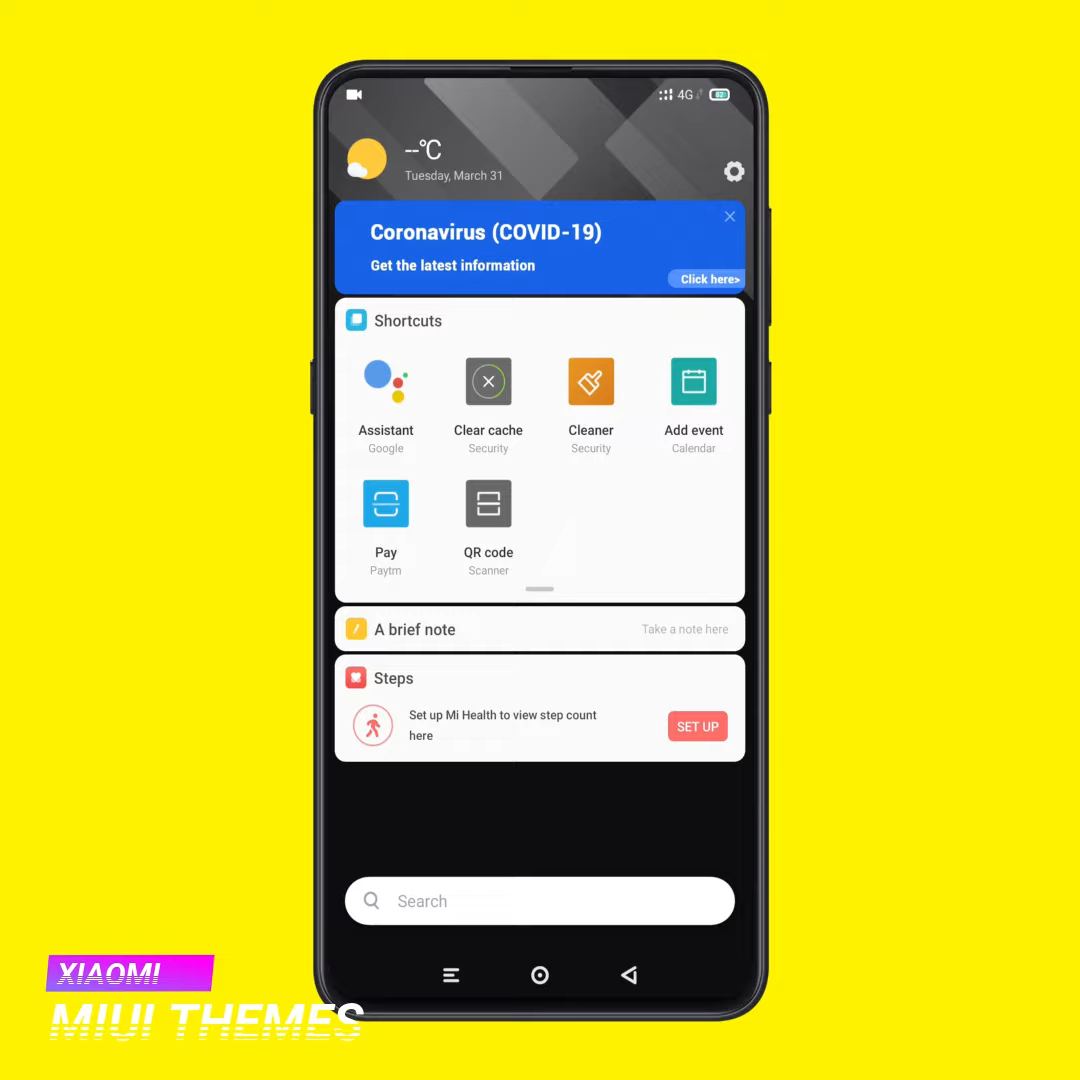 4G
82
--°C
Tuesday, March 31
Coronavirus (COVID-19)
Get the latest information
Click here>
Shortcuts
Assistant
Google
Clear cache
Security
Cleaner
Security
Add event
Calendar
Pay
Paytm
QR code
Scanner
A brief note
Take a note here
Steps
Set up Mi Health to view step count
here
SET UP
Search
XIAOMI
MIUI THEMES